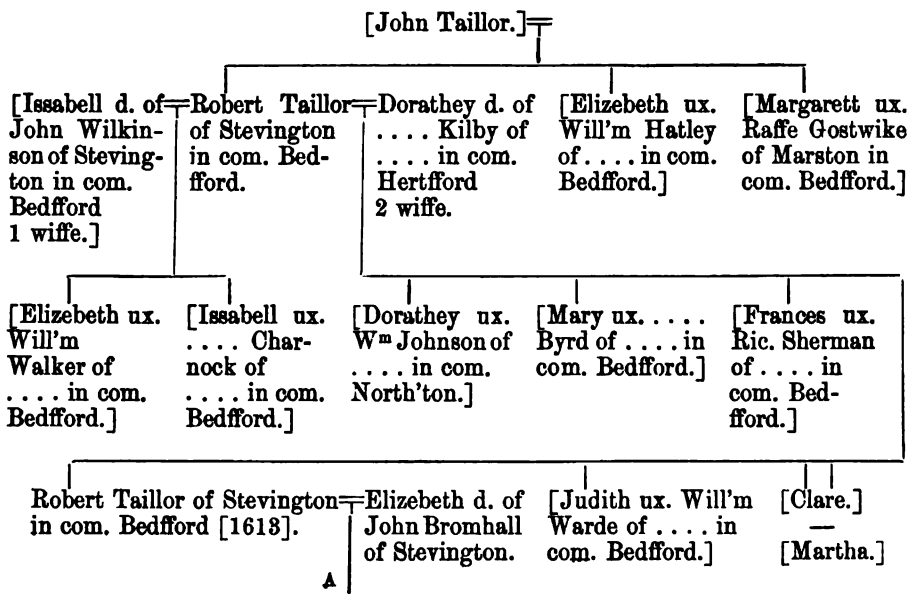 [John Taillor.]
[Issabell d. of
John Wilkin-
son of Steving-
ton in com.
Bedfford
1 wiffe.]
Robert Taillor
of Stevington
in com. Bed-
fford.
Dorathey d. of
. . . . Kilby of
. . . . in com.
Hertfford
2 wiffe.
[Elizebeth ux.
Will'm Hatley
of . . . . in com.
Bedfford.]
[Margarett ux.
Raffe Gostwike
of Marston in
com. Bedfford.]
[Elizebeth ux.
Will'm
Walker of
. . . . in com.
Bedfford.]
[Issabell ux.
. . . . Char-
nock of
. . . . in com.
Bedfford.]
[Dorathey ux.
Wᵐ Johnson of
. . . . in com.
North'ton.]
[Mary ux. . . . .
Byrd of . . . . in
com. Bedfford.]
[Frances ux.
Ric. Sherman
of . . . . in
com. Bed-
fford.]
Robert Taillor of Stevington
in com. Bedfford [1613].
Elizebeth d. of
John Bromhall
of Stevington.
[Judith ux. Will'm
Warde of . . . . in
com. Bedfford.]
[Clare.]
—
[Martha.]
A